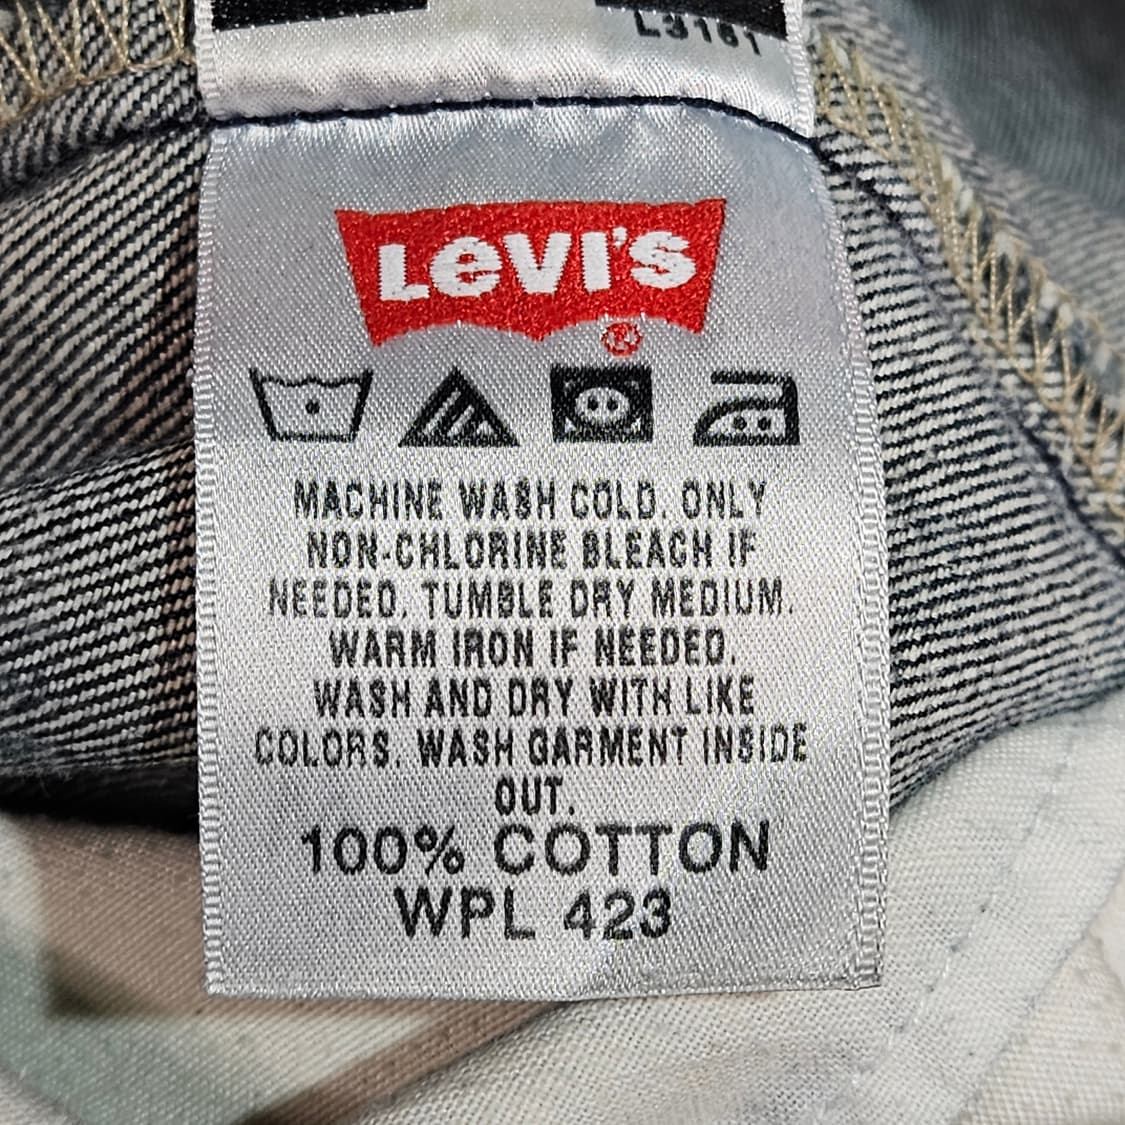 L3161
LEVI'S
®
MACHINE WASH COLD. ONLY
NON-CHLORINE BLEACH IF
NEEDED. TUMBLE DRY MEDIUM.
WARM IRON IF NEEDED.
WASH AND DRY WITH LIKE
COLORS. WASH GARMENT INSIDE
OUT.
100% COTTON
WPL 423